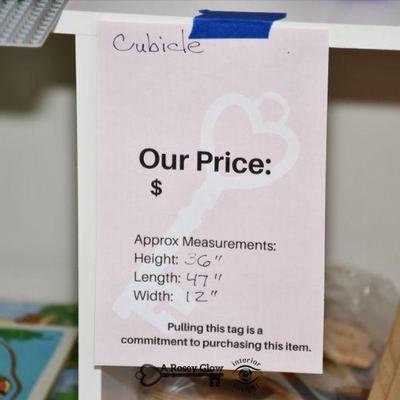 Cubicle
Our Price:
$
Approx Measurements:
Height: 36"
Length: 47"
Width: 12"
Pulling this tag is a
commitment to purchasing this item.
A Rosey Glow
interior